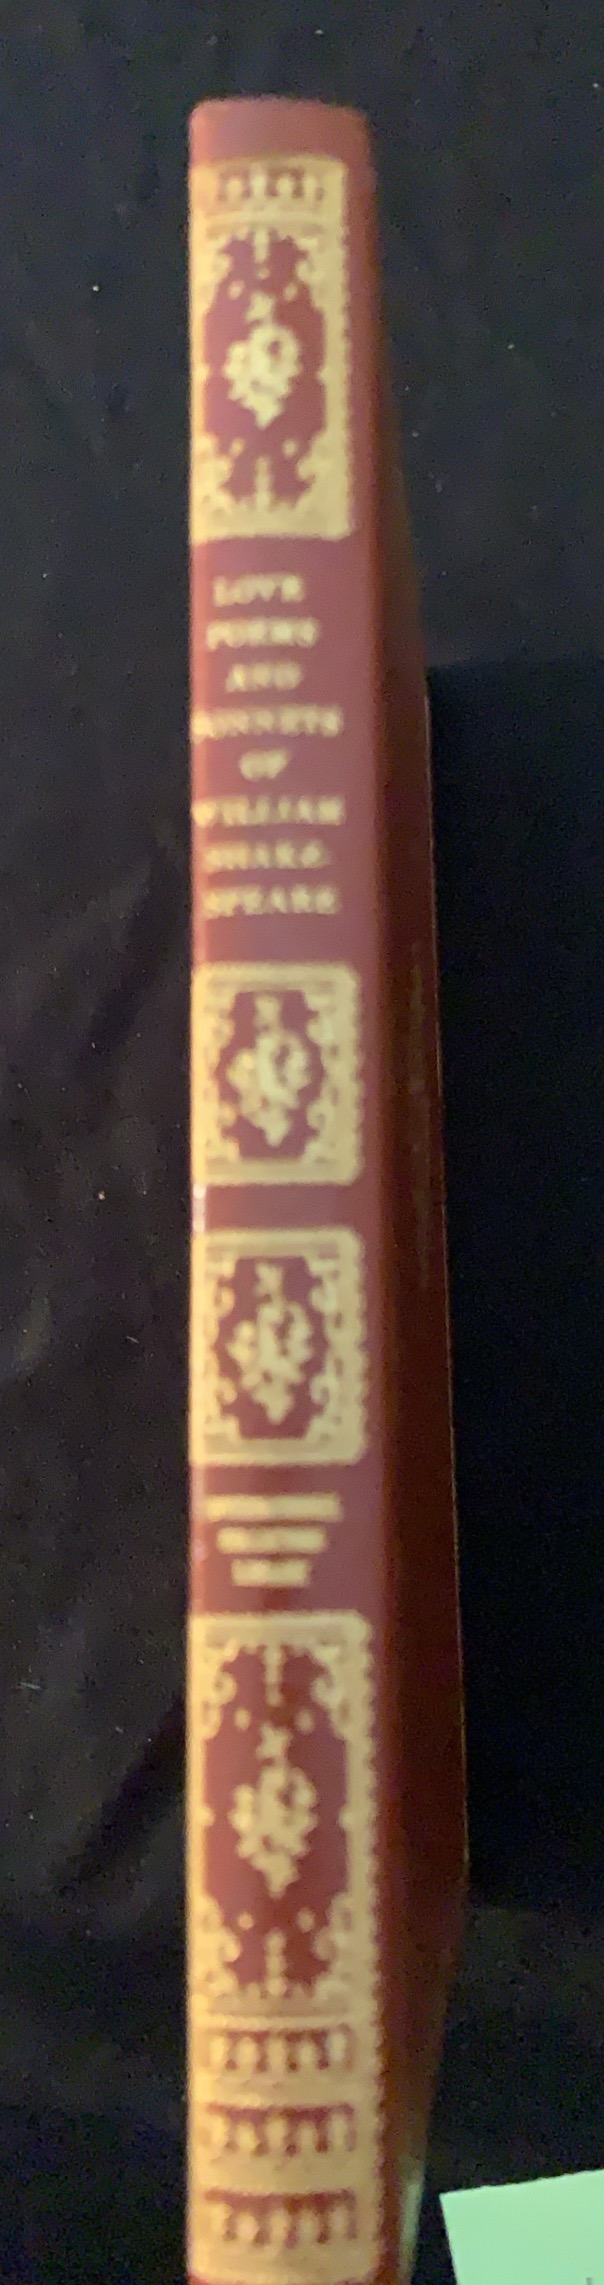 LOVE
POEMS
AND
SONNETS
OF
WILLIAM
SHAKE-
SPEARE